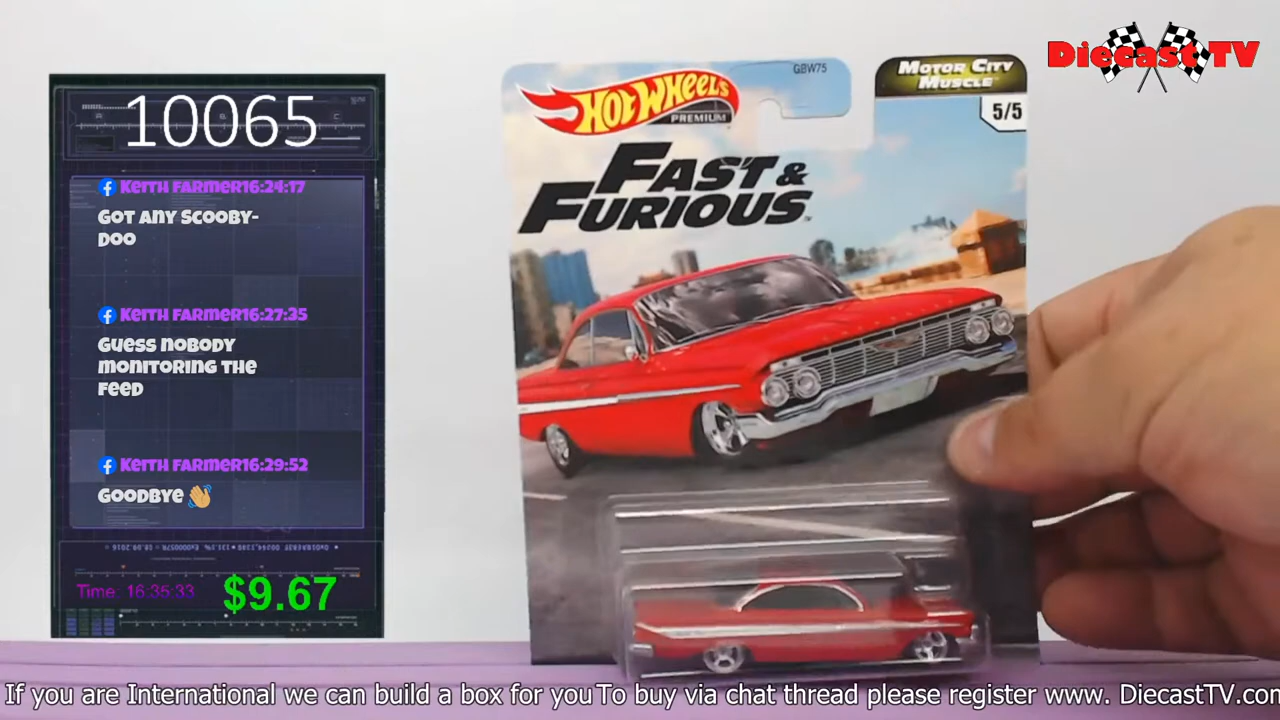 10065
Keith Farmer16:24:17
Got any Scooby-
Doo
Keith Farmer16:27:35
Guess nobody
monitoring the
feed
Keith Farmer16:29:52
Goodbye 👋
Time: 16:35:33
$9.67
GBW75
HOT WHEELS
PREMIUM
MOTOR CITY
MUSCLE
5/5
FAST &
FURIOUS
Diecast TV
If you are International we can build a box for you To buy via chat thread please register www. DiecastTV.com